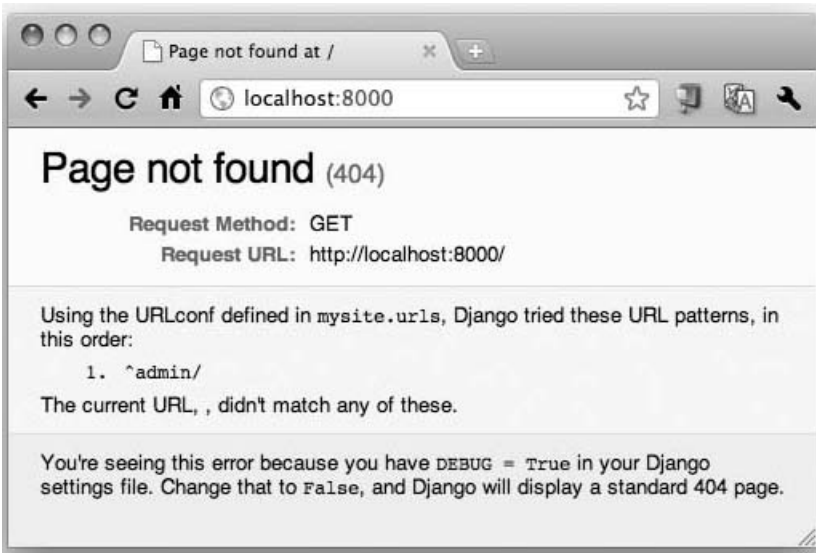 Page not found at /
localhost:8000
Page not found (404)
Request Method: GET
Request URL: http://localhost:8000/
Using the URLconf defined in mysite.urls, Django tried these URL patterns, in
this order:
1. ^admin/
The current URL, , didn't match any of these.
You're seeing this error because you have DEBUG = True in your Django
settings file. Change that to False, and Django will display a standard 404 page.